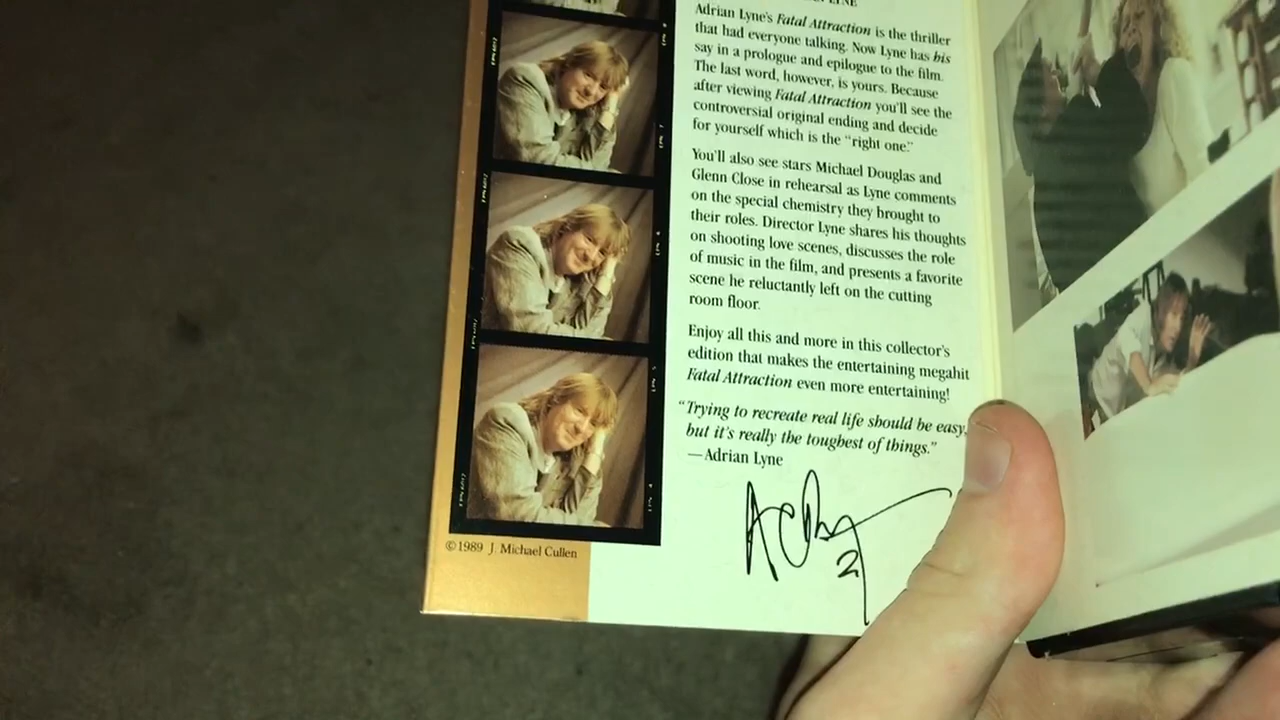 Adrian Lyne's Fatal Attraction is the thriller
that had everyone talking. Now Lyne has his
say in a prologue and epilogue to the film.
The last word, however, is yours. Because
after viewing Fatal Attraction you'll see the
controversial original ending and decide
for yourself which is the "right one."
You'll also see stars Michael Douglas and
Glenn Close in rehearsal as Lyne comments
on the special chemistry they brought to
their roles. Director Lyne shares his thoughts
on shooting love scenes, discusses the role
of music in the film, and presents a favorite
scene he reluctantly left on the cutting
room floor.
Enjoy all this and more in this collector's
edition that makes the entertaining megahit
Fatal Attraction even more entertaining!
"Trying to recreate real life should be easy,
but it's really the toughest of things."
—Adrian Lyne
©1989 J. Michael Cullen